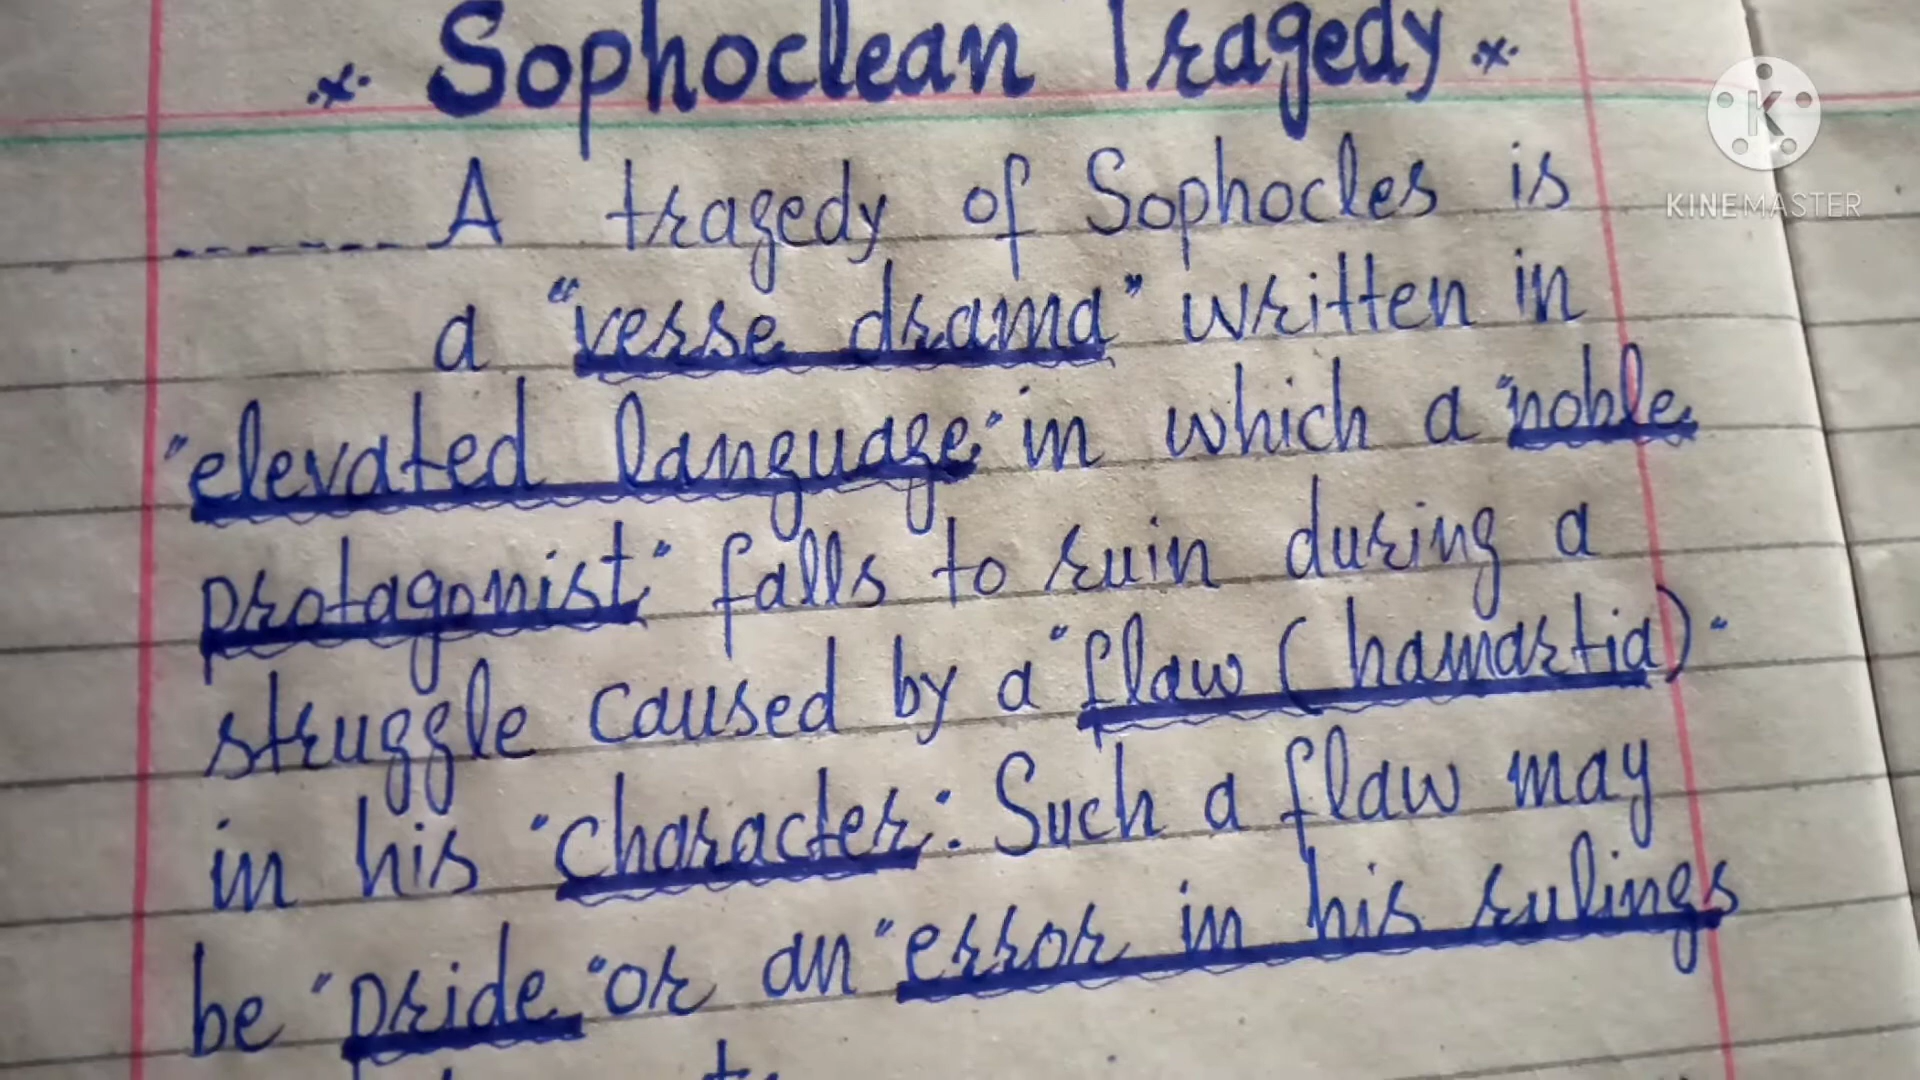 Sophoclean Tragedy
A tragedy of Sophocles is
a "verse drama" written in
"elevated language" in which a "noble
protagonist" falls to ruin during a
struggle caused by a "flaw (hamartia)"
in his "character". Such a flaw may
be "pride" or an "error in his rulings
K
KINEMASTER